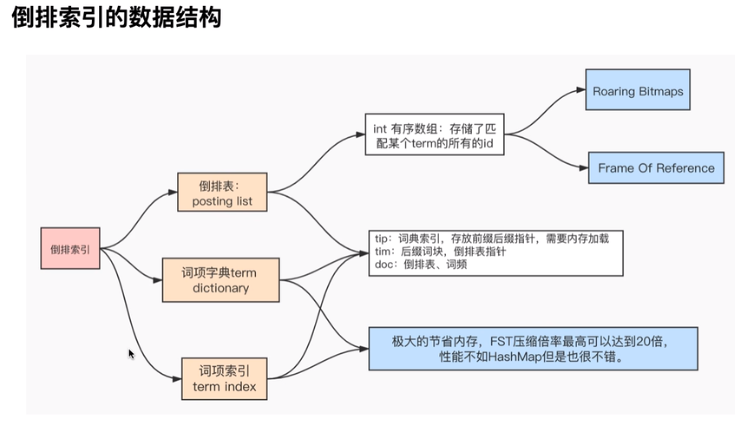 倒排索引的数据结构
Roaring Bitmaps
int 有序数组：存储了匹
配某个term的所有的id
Frame Of Reference
倒排表：
posting list
倒排索引
tip：词典索引，存放前缀后缀指针，需要内存加载
tim：后缀词块，倒排表指针
doc：倒排表、词频
词项字典term
dictionary
极大的节省内存，FST压缩倍率最高可以达到20倍，
性能不如HashMap但是也很不错。
词项索引
term index